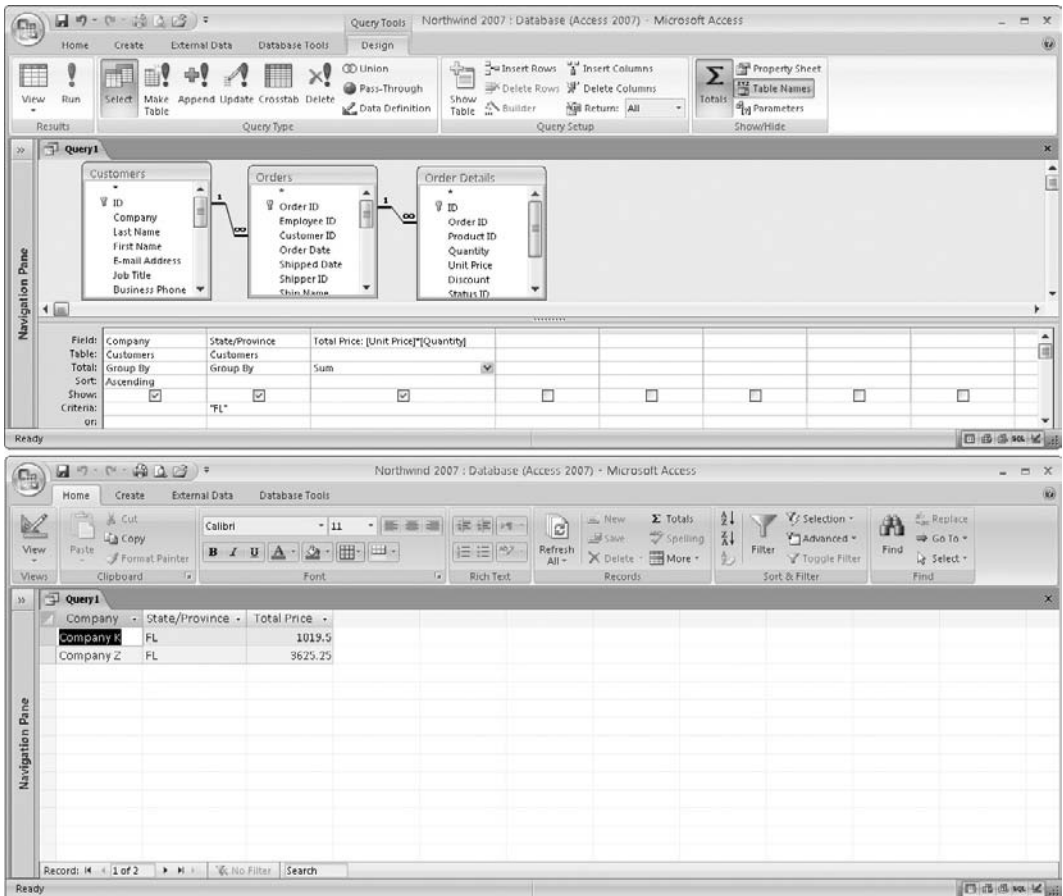 Query Tools Northwind 2007 : Database (Access 2007) - Microsoft Access
Home Create External Data Database Tools Design
View Run Select Make Table Append Update Crosstab Delete
Union
Pass-Through
Data Definition
Show Table
Insert Rows Insert Columns
Delete Rows Delete Columns
Builder Return: All
Totals
Property Sheet
Table Names
Parameters
Results Query Type Query Setup Show/Hide
Query1
Navigation Pane
Customers
*
ID
Company
Last Name
First Name
E-mail Address
Job Title
Business Phone
1
∞
Orders
*
Order ID
Employee ID
Customer ID
Order Date
Shipped Date
Shipper ID
Ship Name
1
∞
Order Details
*
ID
Order ID
Product ID
Quantity
Unit Price
Discount
Status ID
Field: Company State/Province Total Price: [Unit Price]*[Quantity]
Table: Customers Customers
Total: Group By Group By Sum
Sort: Ascending
Show:
Criteria: "FL"
or:
Ready
SQL
Northwind 2007 : Database (Access 2007) - Microsoft Access
Home Create External Data Database Tools
View
Paste
Cut
Copy
Format Painter
Calibri 11
B I U A
Refresh All
New Totals
Save Spelling
Delete More
Filter
Selection
Advanced
Toggle Filter
Find
Replace
Go To
Select
Views Clipboard Font Rich Text Records Sort & Filter Find
Query1
Navigation Pane
Company State/Province Total Price
Company K FL 1019.5
Company Z FL 3625.25
Record: 1 of 2 No Filter Search
Ready
SQL